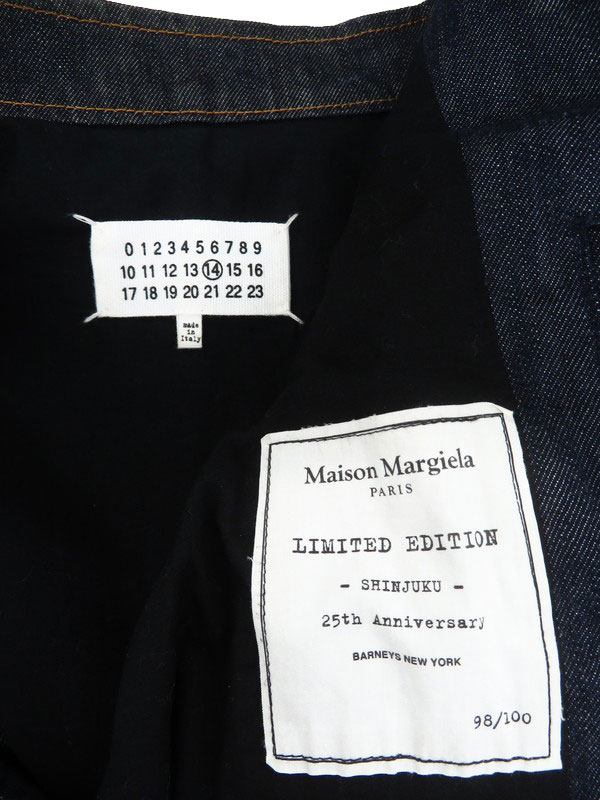 0 1 2 3 4 5 6 7 8 9
10 11 12 13 14 15 16
17 18 19 20 21 22 23
made
in
Italy
Maison Margiela
PARIS
LIMITED EDITION
- SHINJUKU -
25th Anniversary
BARNEYS NEW YORK
98/100